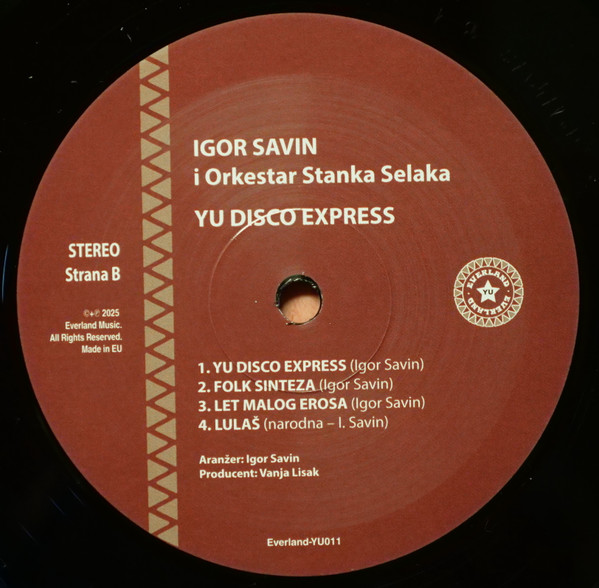 IGOR SAVIN
i Orkestar Stanka Selaka
YU DISCO EXPRESS
STEREO
Strana B
©+℗ 2025
Everland Music.
All Rights Reserved.
Made in EU
EVERLAND
YU
EVERLAND
1. YU DISCO EXPRESS (Igor Savin)
2. FOLK SINTEZA (Igor Savin)
3. LET MALOG EROSA (Igor Savin)
4. LULAŠ (narodna – I. Savin)
Aranžer: Igor Savin
Producent: Vanja Lisak
Everland-YU011